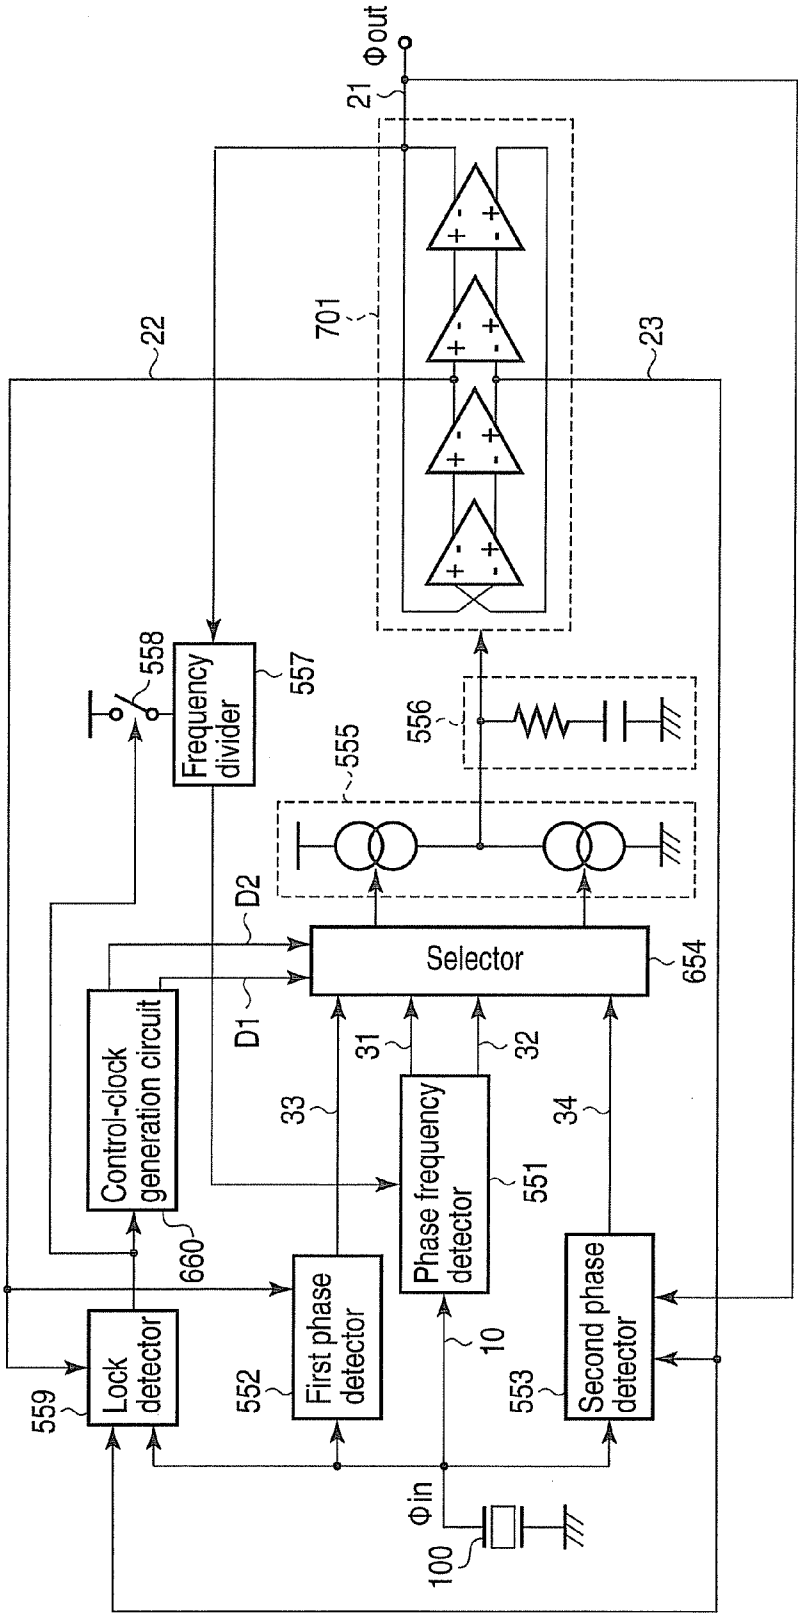 559
Lock
detector
Control-clock
generation circuit
660
D1
D2
558
Frequency
divider
557
22
552
First phase
detector
33
Selector
654
555
556
701
21
Φout
100
Φin
10
Phase frequency
detector
551
31
32
553
Second phase
detector
34
23
+ -
- +
+ -
- +
+ -
- +
+ -
- +